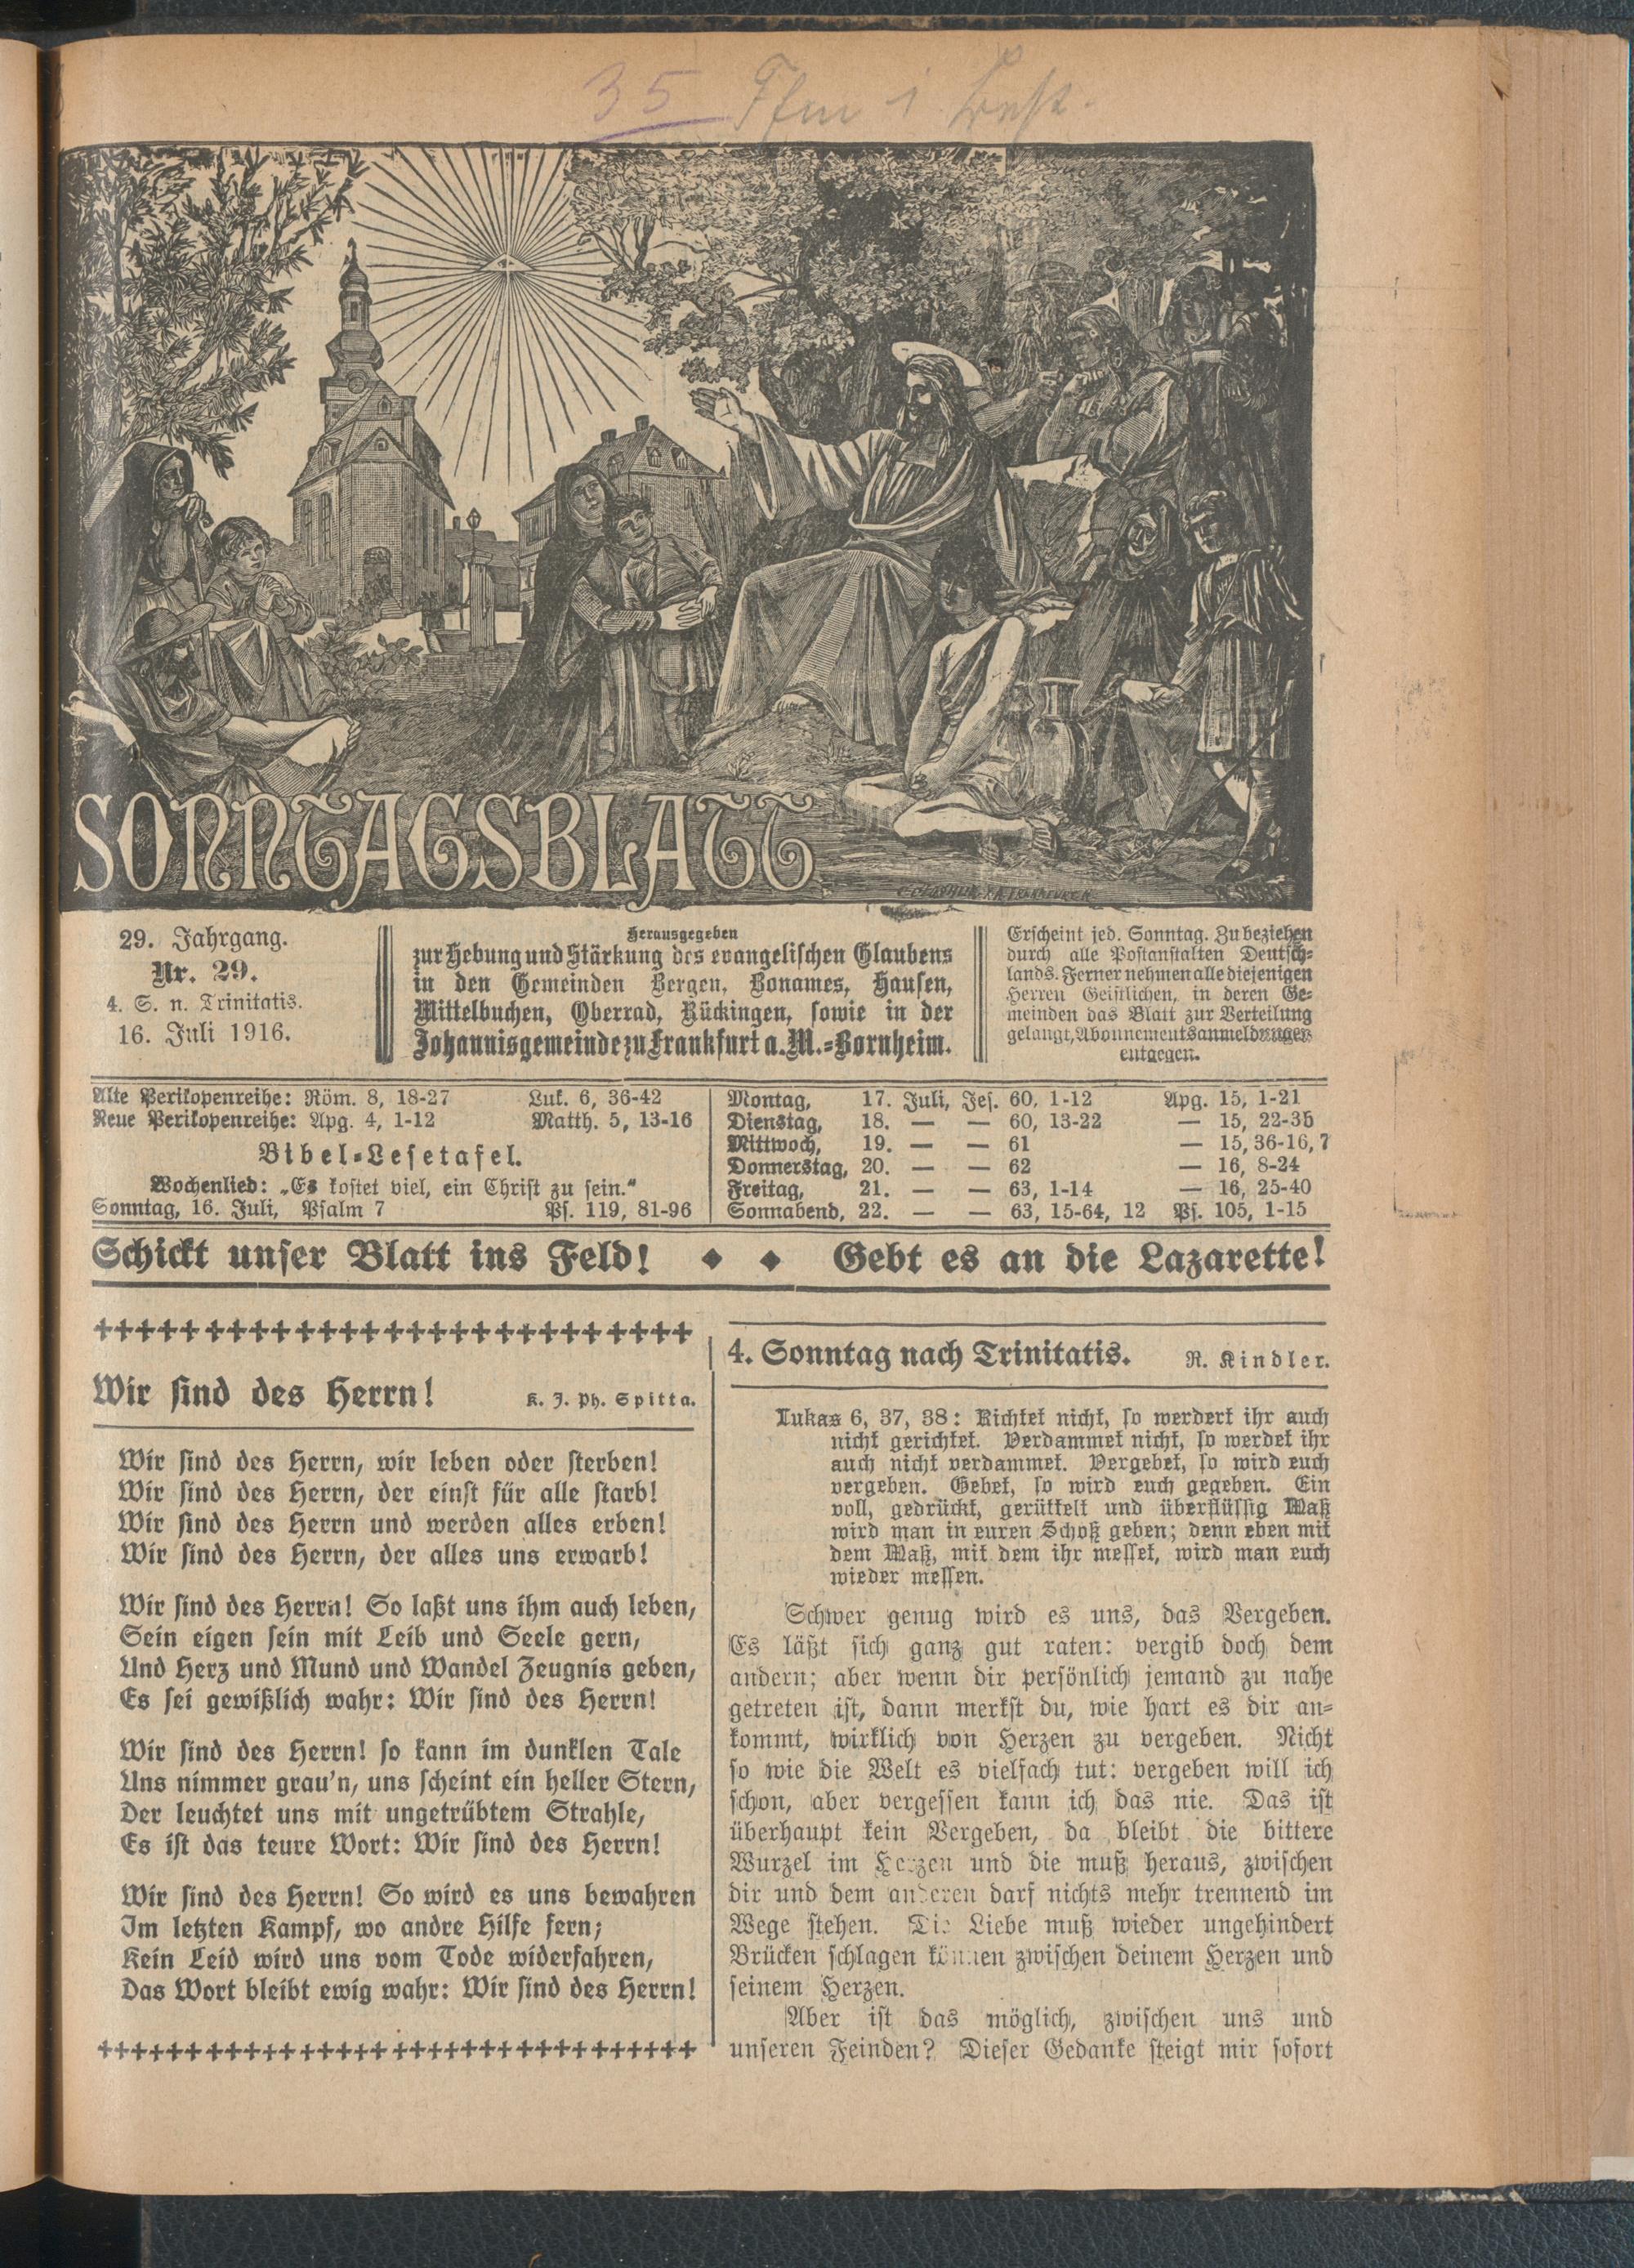 35
SONNTAGSBLATT
29. Jahrgang.
Nr. 29.
4. S. n. Trinitatis.
16. Juli 1916.
Herausgegeben
zur Hebung und Stärkung des evangelischen Glaubens
in den Gemeinden Bergen, Bonames, Hausen,
Mittelbuchen, Oberrad, Rückingen, sowie in der
Johannisgemeinde zu Frankfurt a. M.-Bornheim.
Erscheint jed. Sonntag. Zu beziehen
durch alle Postanstalten Deutsch-
lands. Ferner nehmen alle diejenigen
Herren Geistlichen, in deren Ge-
meinden das Blatt zur Verteilung
gelangt, Abonnementsanmeldungen
entgegen.
Alte Perikopenreihe: Röm. 8, 18-27 Luk. 6, 36-42
Neue Perikopenreihe: Apg. 4, 1-12 Matth. 5, 13-16
Bibel-Lesetafel.
Wochenlied: „Es kostet viel, ein Christ zu sein."
Sonntag, 16. Juli, Psalm 7 Ps. 119, 81-96
Montag, 17. Juli, Jes. 60, 1-12 Apg. 15, 1-21
Dienstag, 18. — — 60, 13-22 — 15, 22-35
Mittwoch, 19. — — 61 — 15, 36-16, 7
Donnerstag, 20. — — 62 — 16, 8-24
Freitag, 21. — — 63, 1-14 — 16, 25-40
Sonnabend, 22. — — 63, 15-64, 12 Ps. 105, 1-15
Schickt unser Blatt ins Feld! ◆ ◆ Gebt es an die Lazarette!
Wir sind des Herrn! K. J. Ph. Spitta.
Wir sind des Herrn, wir leben oder sterben!
Wir sind des Herrn, der einst für alle starb!
Wir sind des Herrn und werden alles erben!
Wir sind des Herrn, der alles uns erwarb!
Wir sind des Herrn! So laßt uns ihm auch leben,
Sein eigen sein mit Leib und Seele gern,
Und Herz und Mund und Wandel Zeugnis geben,
Es sei gewißlich wahr: Wir sind des Herrn!
Wir sind des Herrn! so kann im dunklen Tale
Uns nimmer grau'n, uns scheint ein heller Stern,
Der leuchtet uns mit ungetrübtem Strahle,
Es ist das teure Wort: Wir sind des Herrn!
Wir sind des Herrn! So wird es uns bewahren
Im letzten Kampf, wo andre Hilfe fern;
Kein Leid wird uns vom Tode widerfahren,
Das Wort bleibt ewig wahr: Wir sind des Herrn!
4. Sonntag nach Trinitatis. R. Kindler.
Lukas 6, 37, 38: Richtet nicht, so werdert ihr auch
nicht gerichtet. Verdammet nicht, so werdet ihr
auch nicht verdammet. Vergebet, so wird euch
vergeben. Gebet, so wird euch gegeben. Ein
voll, gedrückt, gerüttelt und überflüssig Maß
wird man in euren Schoß geben; denn eben mit
dem Maß, mit dem ihr messet, wird man euch
wieder messen.
Schwer genug wird es uns, das Vergeben.
Es läßt sich ganz gut raten: vergib doch dem
andern; aber wenn dir persönlich jemand zu nahe
getreten ist, dann merkst du, wie hart es dir an-
kommt, wirklich von Herzen zu vergeben. Nicht
so wie die Welt es vielfach tut: vergeben will ich
schon, aber vergessen kann ich das nie. Das ist
überhaupt kein Vergeben, da bleibt die bittere
Wurzel im Herzen und die muß heraus, zwischen
dir und dem anderen darf nichts mehr trennend im
Wege stehen. Die Liebe muß wieder ungehindert
Brücken schlagen können zwischen deinem Herzen und
seinem Herzen.
Aber ist das möglich, zwischen uns und
unseren Feinden? Dieser Gedanke steigt mir sofort